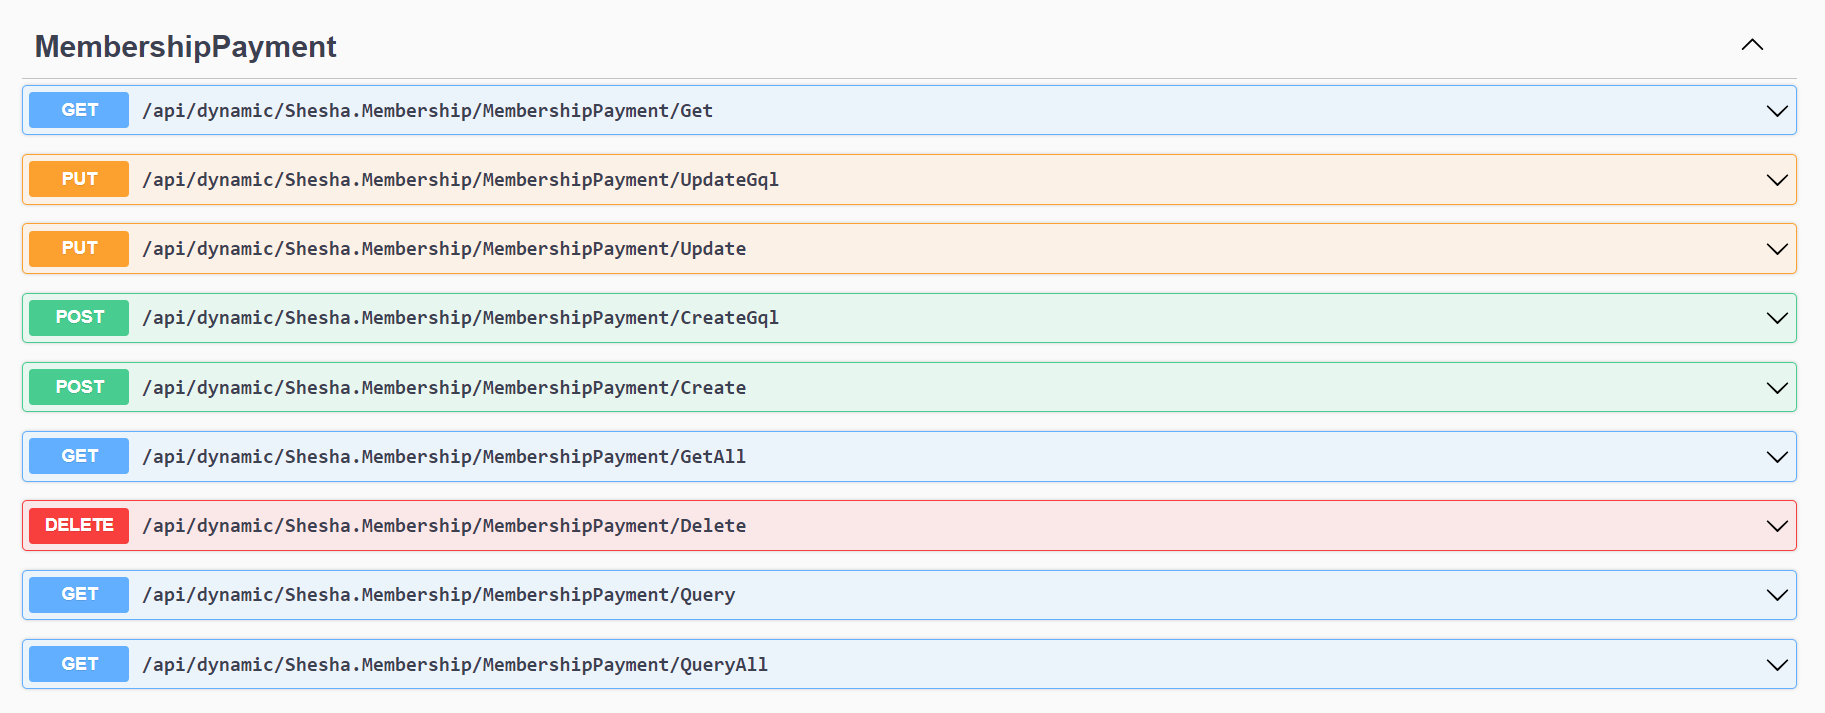 MembershipPayment
GET /api/dynamic/Shesha.Membership/MembershipPayment/Get
PUT /api/dynamic/Shesha.Membership/MembershipPayment/UpdateGql
PUT /api/dynamic/Shesha.Membership/MembershipPayment/Update
POST /api/dynamic/Shesha.Membership/MembershipPayment/CreateGql
POST /api/dynamic/Shesha.Membership/MembershipPayment/Create
GET /api/dynamic/Shesha.Membership/MembershipPayment/GetAll
DELETE /api/dynamic/Shesha.Membership/MembershipPayment/Delete
GET /api/dynamic/Shesha.Membership/MembershipPayment/Query
GET /api/dynamic/Shesha.Membership/MembershipPayment/QueryAll